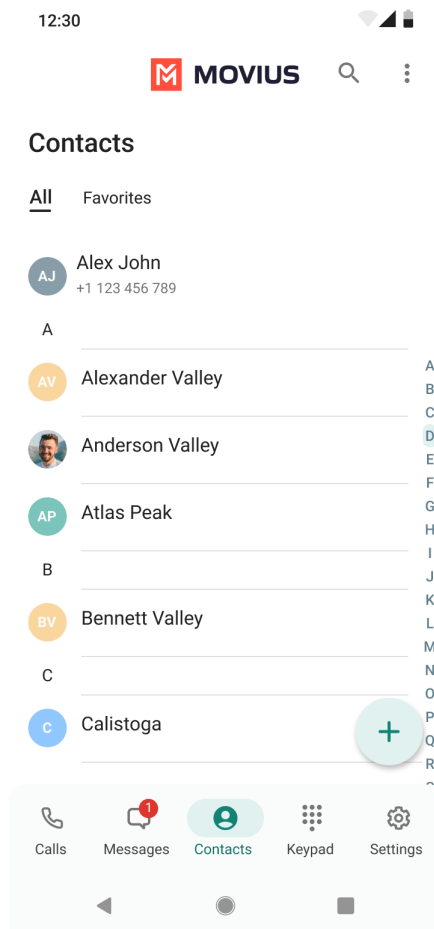 12:30
MOVIUS
Contacts
All Favorites
AJ Alex John
+1 123 456 789
A
AV Alexander Valley
Anderson Valley
AP Atlas Peak
B
BV Bennett Valley
C
C Calistoga
A
B
C
D
E
F
G
H
I
J
K
L
M
N
O
P
Q
R
1
Calls Messages Contacts Keypad Settings